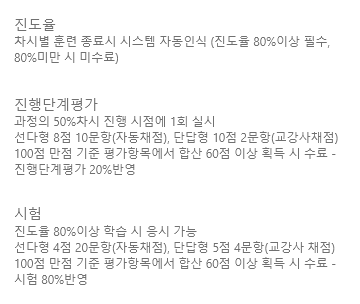 진도율
차시별 훈련 종료시 시스템 자동인식 (진도율 80%이상 필수,
80%미만 시 미수료)
진행단계평가
과정의 50%차시 진행 시점에 1회 실시
선다형 8점 10문항(자동채점), 단답형 10점 2문항(교강사채점)
100점 만점 기준 평가항목에서 합산 60점 이상 획득 시 수료 -
진행단계평가 20%반영
시험
진도율 80%이상 학습 시 응시 가능
선다형 4점 20문항(자동채점), 단답형 5점 4문항(교강사 채점)
100점 만점 기준 평가항목에서 합산 60점 이상 획득 시 수료 -
시험 80%반영